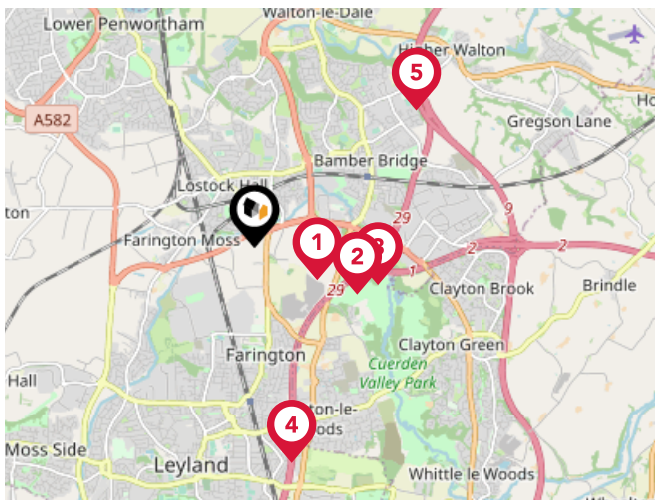 Walton-le-Dale
Lower Penwortham
Higher Walton
5
A582
Gregson Lane
Bamber Bridge
Lostock Hall
29
9
Farington Moss
1
2
3
2
2
1
29
Clayton Brook
Brindle
Farington
Clayton Green
Cuerden
Valley Park
Hall
4
Moss Side
Leyland
Whittle le Woods